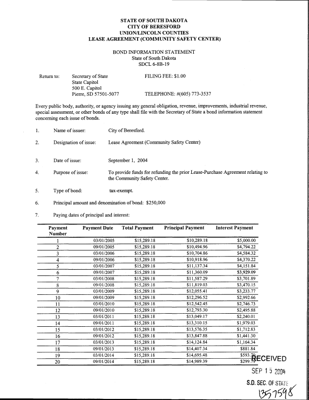 STATE OF SOUTH DAKOTA
CITY OF BERESFORD
UNION/LINCOLN COUNTIES
LEASE AGREEMENT (COMMUNITY SAFETY CENTER)
BOND INFORMATION STATEMENT
State of South Dakota
SDCL 6-8B-19
Return to: Secretary of State FILING FEE: $1.00
State Capitol
500 E. Capitol
Pierre, SD 57501-5077 TELEPHONE: #(605) 773-3537
Every public body, authority, or agency issuing any general obligation, revenue, improvements, industrial revenue,
special assessment, or other bonds of any type shall file with the Secretary of State a bond information statement
concerning each issue of bonds.
1. Name of issuer: City of Beresford.
2. Designation of issue: Lease Agreement (Community Safety Center)
3. Date of issue: September 1, 2004
4. Purpose of issue: To provide funds for refunding the prior Lease-Purchase Agreement relating to
the Community Safety Center.
5. Type of bond: tax-exempt.
6. Principal amount and denomination of bond: $250,000
7. Paying dates of principal and interest:
Payment Number Payment Date Total Payment Principal Payment Interest Payment
1 03/01/2005 $15,289.18 $10,289.18 $5,000.00
2 09/01/2005 $15,289.18 $10,494.96 $4,794.22
3 03/01/2006 $15,289.18 $10,704.86 $4,584.32
4 09/01/2006 $15,289.18 $10,918.96 $4,370.22
5 03/01/2007 $15,289.18 $11,137.34 $4,151.84
6 09/01/2007 $15,289.18 $11,360.09 $3,929.09
7 03/01/2008 $15,289.18 $11,587.29 $3,701.89
8 09/01/2008 $15,289.18 $11,819.03 $3,470.15
9 03/01/2009 $15,289.18 $12,055.41 $3,233.77
10 09/01/2009 $15,289.18 $12,296.52 $2,992.66
11 03/01/2010 $15,289.18 $12,542.45 $2,746.73
12 09/01/2010 $15,289.18 $12,793.30 $2,495.88
13 03/01/2011 $15,289.18 $13,049.17 $2,240.01
14 09/01/2011 $15,289.18 $13,310.15 $1,979.03
15 03/01/2012 $15,289.18 $13,576.35 $1,712.83
16 09/01/2012 $15,289.18 $13,847.88 $1,441.30
17 03/01/2013 $15,289.18 $14,124.84 $1,164.34
18 09/01/2013 $15,289.18 $14,407.34 $881.84
19 03/01/2014 $15,289.18 $14,695.48 $593.
20 09/01/2014 $15,289.18 $14,989.39 $299.
RECEIVED
SEP 15 2004
S.D. SEC. OF STATE
1357598